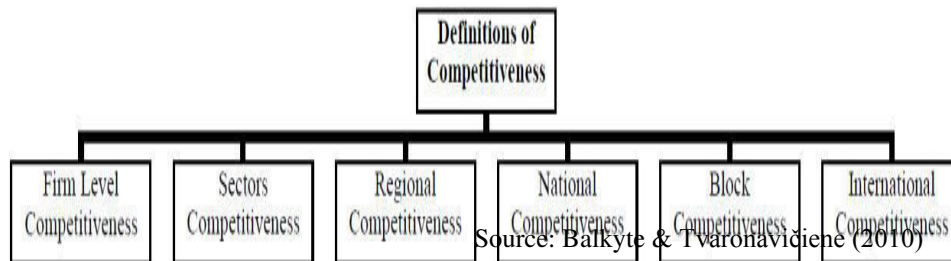 Definitions of
Competitiveness
Firm Level
Competitiveness
Sectors
Competitiveness
Regional
Competitiveness
National
Competitiveness
Block
Competitiveness
International
Competitiveness
Source: Balkyte & Tvaronavičiene (2010)